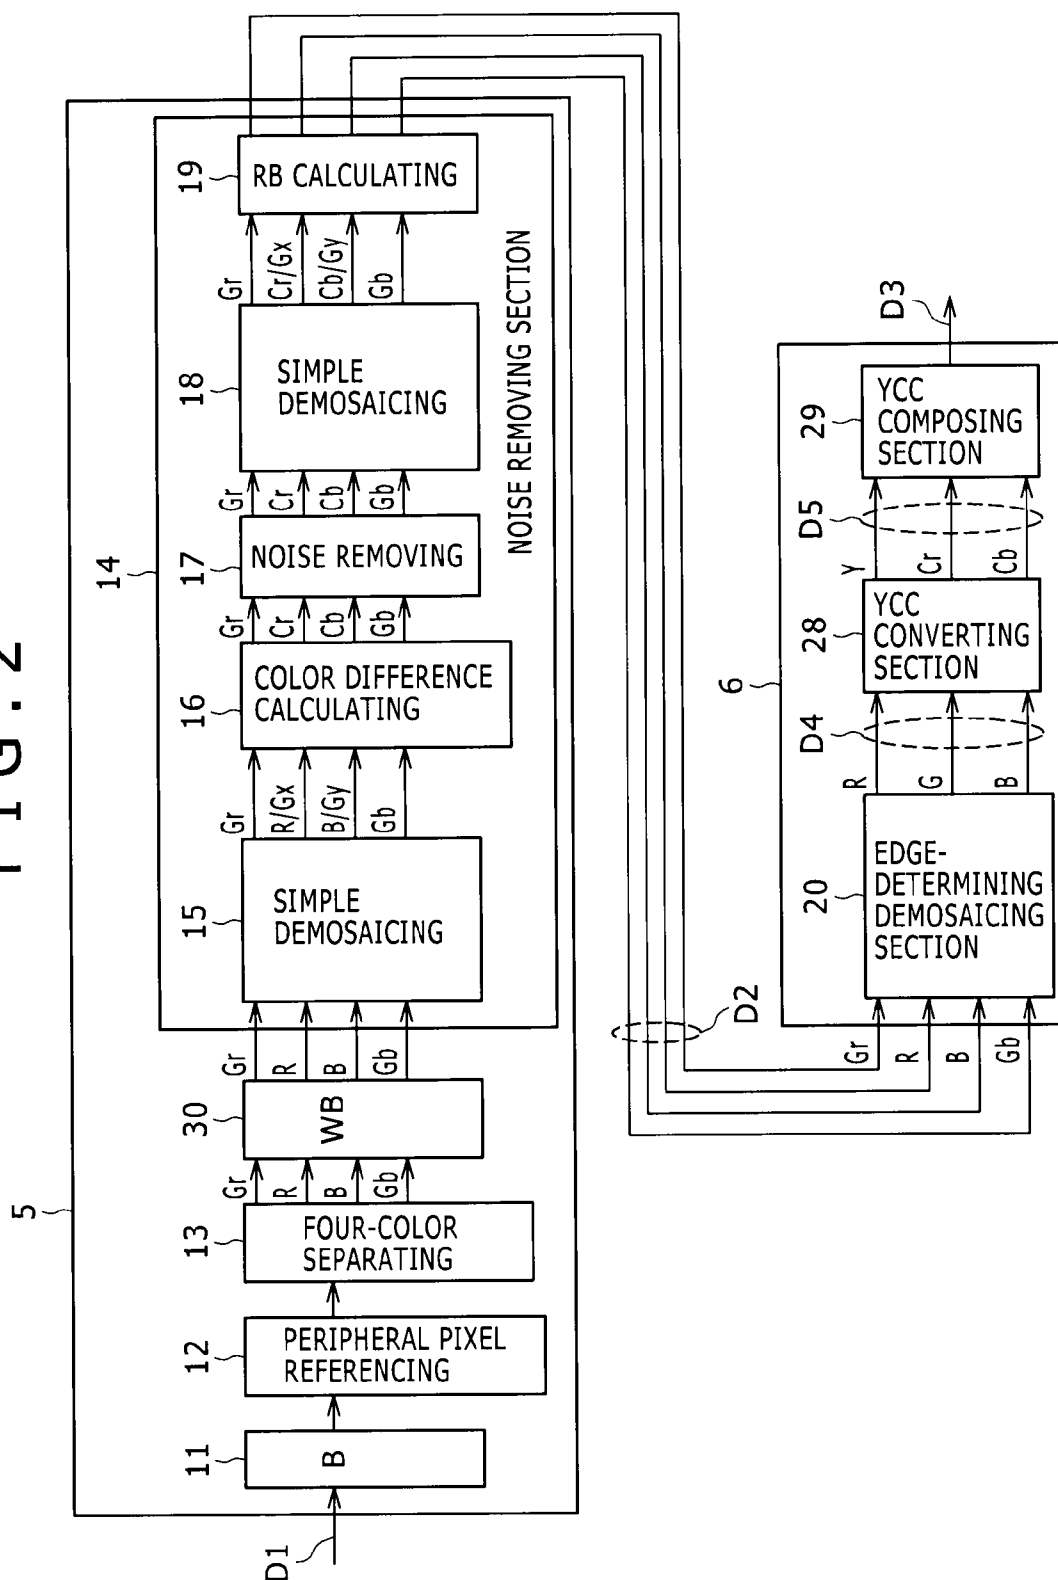 FIG. 2
5
14
11
12
13
30
15
16
17
18
19
D1
B
PERIPHERAL PIXEL
REFERENCING
FOUR-COLOR
SEPARATING
Gr
R
B
Gb
WB
Gr
R
B
Gb
SIMPLE
DEMOSAICING
Gr
R/Gx
B/Gy
Gb
COLOR DIFFERENCE
CALCULATING
Gr
Cr
Cb
Gb
NOISE REMOVING
Gr
Cr
Cb
Gb
SIMPLE
DEMOSAICING
Gr
Cr/Gx
Cb/Gy
Gb
RB CALCULATING
NOISE REMOVING SECTION
D2
6
Gr
R
B
Gb
20
EDGE-
DETERMINING
DEMOSAICING
SECTION
D4
R
G
B
28
YCC
CONVERTING
SECTION
D5
Y
Cr
Cb
29
YCC
COMPOSING
SECTION
D3